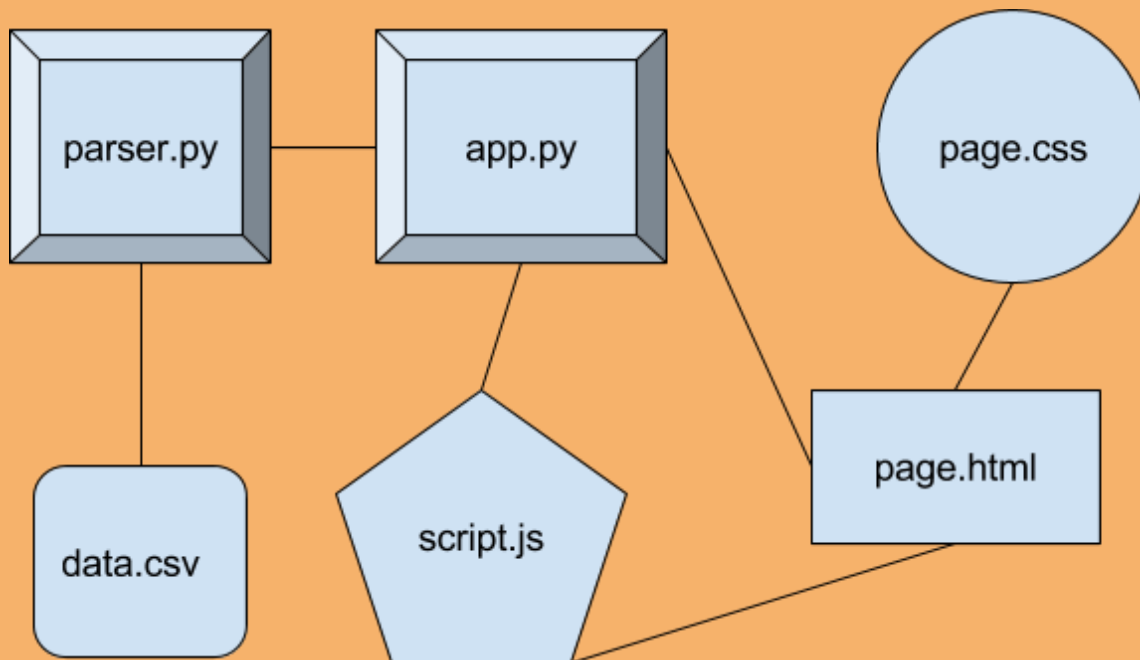 parser.py
app.py
page.css
page.html
script.js
data.csv